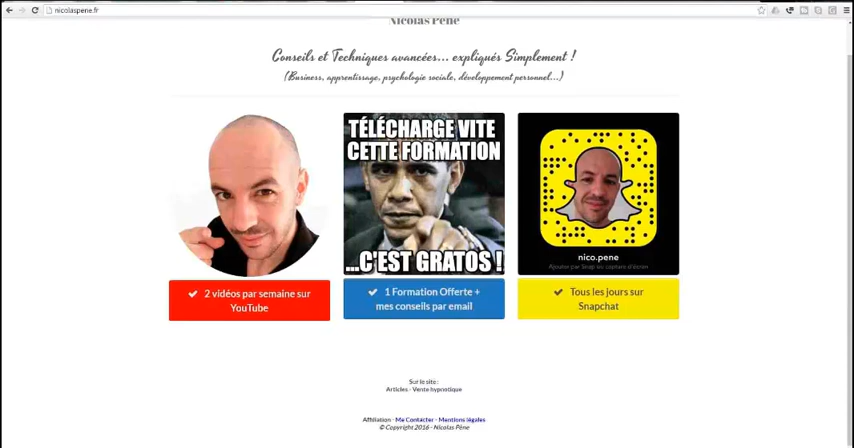 nicolaspene.fr
Nicolas Pène
Conseils et Techniques avancées... expliqués Simplement !
(Business, apprentissage, psychologie sociale, développement personnel...)
TÉLÉCHARGE VITE
CETTE FORMATION
...C'EST GRATOS !
nico.pene
Ajoute par Snap ou capture d'écran
2 vidéos par semaine sur
YouTube
1 Formation Offerte +
mes conseils par email
Tous les jours sur
Snapchat
Sur le site :
Articles - Vente hypnotique
Affiliation - Me Contacter - Mentions légales
© Copyright 2016 - Nicolas Pène